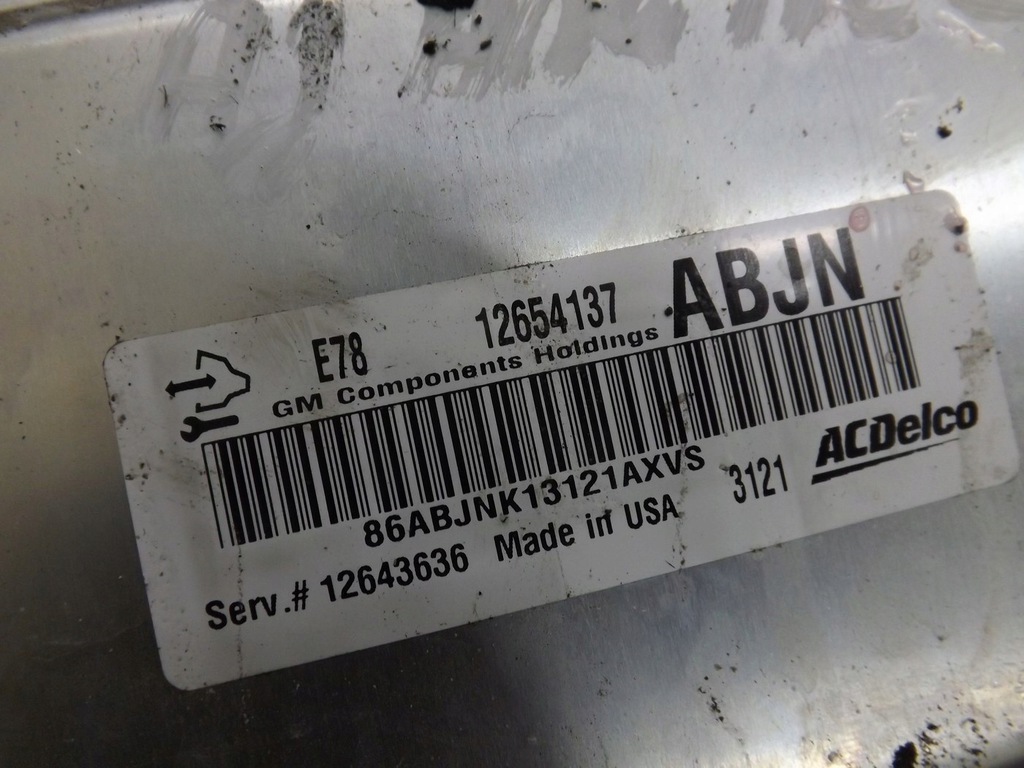 E78 12654137 ABJN
GM Components Holdings
86ABJNK13121AXVS
3121 ACDelco
Serv.# 12643636 Made in USA